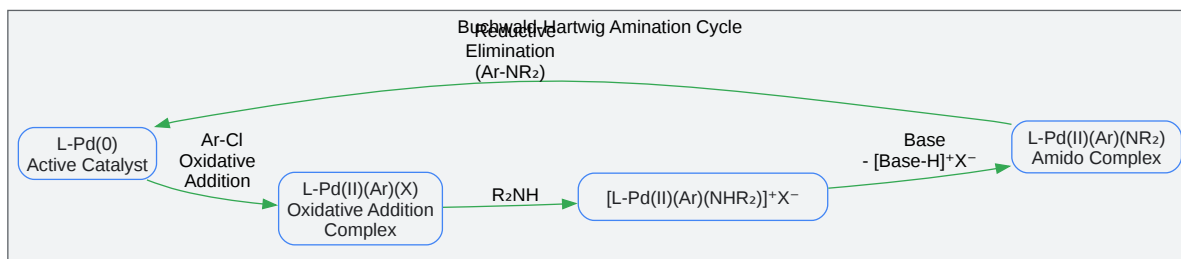 Buchwald-Hartwig Amination Cycle
Reductive
Elimination
(Ar-NR₂)
L-Pd(0)
Active Catalyst
Ar-Cl
Oxidative
Addition
L-Pd(II)(Ar)(X)
Oxidative Addition
Complex
R₂NH
[L-Pd(II)(Ar)(NHR₂)]⁺X⁻
Base
- [Base-H]⁺X⁻
L-Pd(II)(Ar)(NR₂)
Amido Complex